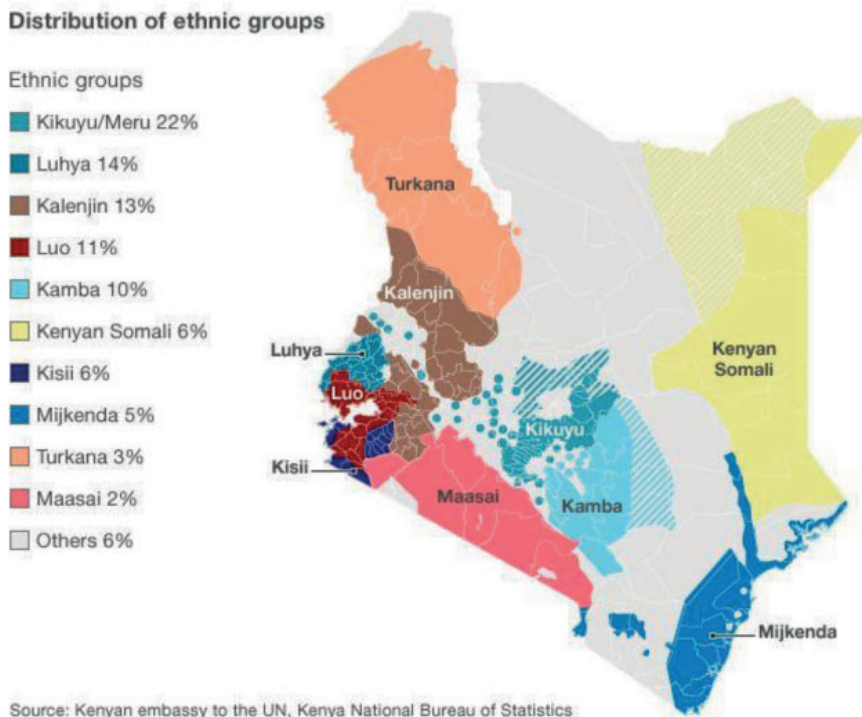 Distribution of ethnic groups
Ethnic groups
Kikuyu/Meru 22%
Luhya 14%
Kalenjin 13%
Luo 11%
Kamba 10%
Kenyan Somali 6%
Kisii 6%
Mijkenda 5%
Turkana 3%
Maasai 2%
Others 6%
Turkana
Kalenjin
Luhya
Kenyan
Somali
Luo
Kikuyu
Kisii
Maasai
Kamba
Mijkenda
Source: Kenyan embassy to the UN, Kenya National Bureau of Statistics